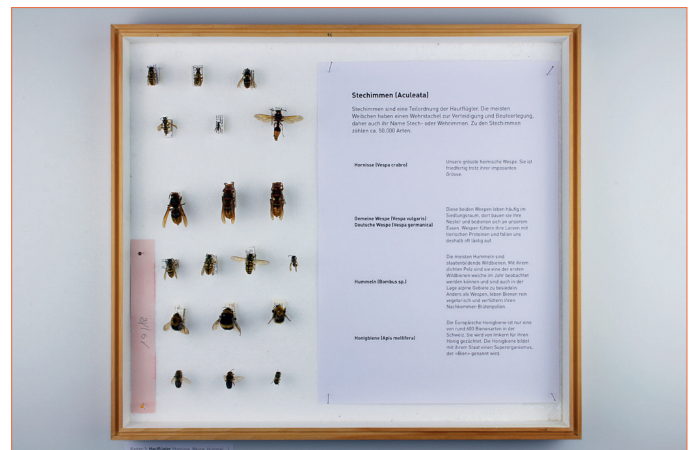 Stechimmen (Aculeata)
Stechimmen sind eine Teilordnung der Hautflügler. Die meisten
Weibchen haben einen Wehrstachel zur Verteidigung und Beutelegung,
daher auch ihr Name Stech- oder Wehrimmen. Zu den Stechimmen
zählen ca. 50.000 Arten.
Hornisse (Vespa crabro)
Unsere grösste heimische Wespe. Sie ist
friedfertig trotz ihrer imposanten
Grösse.
Gemeine Wespe (Vespa vulgaris)
Deutsche Wespe (Vespa germanica)
Diese beiden Wespen leben häufig im
Siedlungsraum, dort bauen sie ihre
Nester und bedienen sich an unserem
Essen. Wespen füttern ihre Larven mit
tierischen Proteinen und fallen uns
deshalb oft lästig auf.
Hummeln (Bombus sp.)
Die meisten Hummeln sind
staatenbildende Wildbienen. Mit ihrem
dichten Pelz sind sie eine der ersten
Wildbienen welche im Jahr beobachtet
werden können und sind auch in der
Lage alpine Gebiete zu besiedeln.
Anders als Wespen, leben Bienen rein
vegetarisch und verfüttern ihren
Nachkommen Blütenpollen.
Honigbiene (Apis mellifera)
Die Europäische Honigbiene ist nur eine
von rund 600 Bienenarten in der
Schweiz. Sie wird von Imkern für ihren
Honig gezüchtet. Die Honigbiene bildet
mit ihrem Staat einen Superorganismus,
der «Bien» genannt wird.